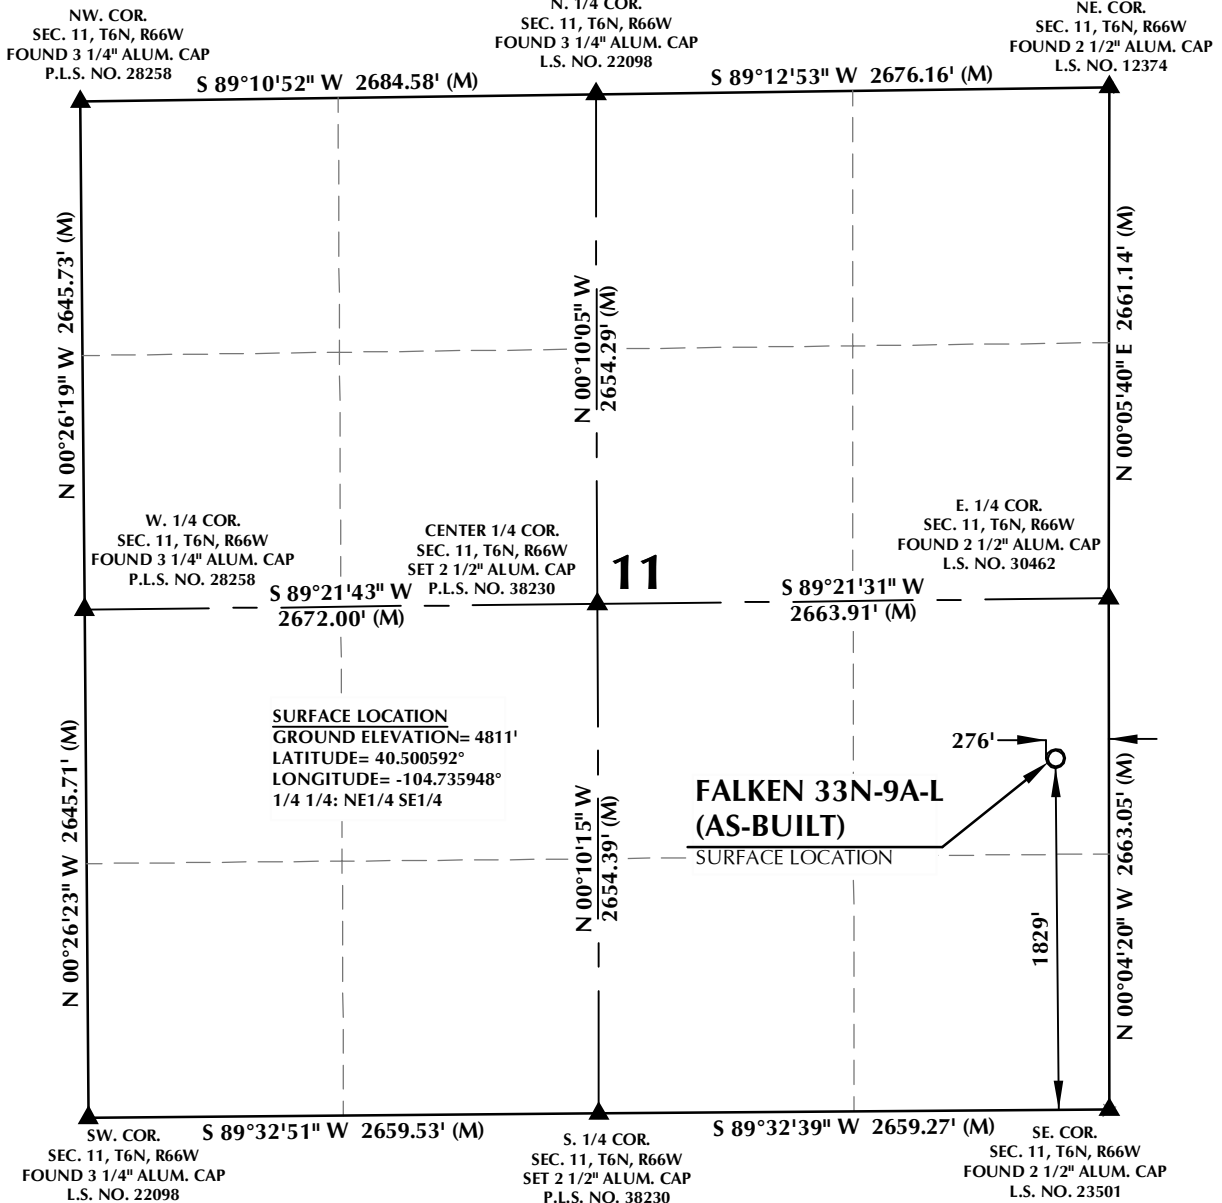 NW. COR.
SEC. 11, T6N, R66W
FOUND 3 1/4" ALUM. CAP
P.L.S. NO. 28258
N. 1/4 COR.
SEC. 11, T6N, R66W
FOUND 3 1/4" ALUM. CAP
L.S. NO. 22098
NE. COR.
SEC. 11, T6N, R66W
FOUND 2 1/2" ALUM. CAP
L.S. NO. 12374
S 89°10'52" W 2684.58' (M)
S 89°12'53" W 2676.16' (M)
N 00°26'19" W 2645.73' (M)
N 00°10'05" W
2654.29' (M)
N 00°05'40" E 2661.14' (M)
W. 1/4 COR.
SEC. 11, T6N, R66W
FOUND 3 1/4" ALUM. CAP
P.L.S. NO. 28258
CENTER 1/4 COR.
SEC. 11, T6N, R66W
SET 2 1/2" ALUM. CAP
P.L.S. NO. 38230
11
E. 1/4 COR.
SEC. 11, T6N, R66W
FOUND 2 1/2" ALUM. CAP
L.S. NO. 30462
S 89°21'43" W
2672.00' (M)
S 89°21'31" W
2663.91' (M)
SURFACE LOCATION
GROUND ELEVATION= 4811'
LATITUDE= 40.500592°
LONGITUDE= -104.735948°
1/4 1/4: NE1/4 SE1/4
276'
FALKEN 33N-9A-L
(AS-BUILT)
SURFACE LOCATION
N 00°26'23" W 2645.71' (M)
N 00°10'15" W
2654.39' (M)
1829'
N 00°04'20" W 2663.05' (M)
S 89°32'51" W 2659.53' (M)
S 89°32'39" W 2659.27' (M)
SW. COR.
SEC. 11, T6N, R66W
FOUND 3 1/4" ALUM. CAP
L.S. NO. 22098
S. 1/4 COR.
SEC. 11, T6N, R66W
SET 2 1/2" ALUM. CAP
P.L.S. NO. 38230
SE. COR.
SEC. 11, T6N, R66W
FOUND 2 1/2" ALUM. CAP
L.S. NO. 23501